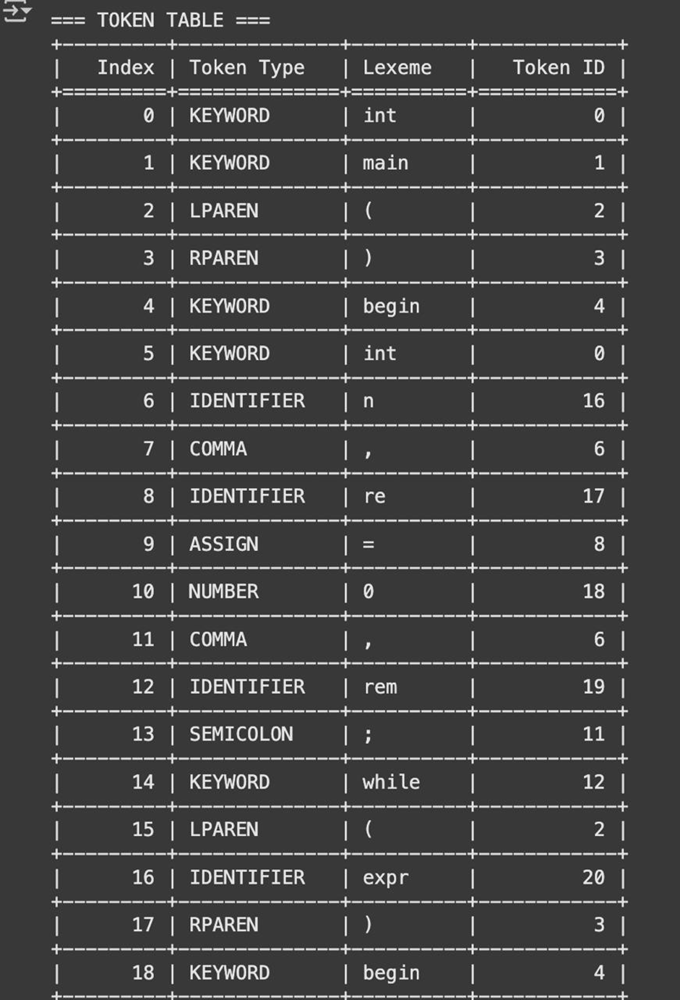 === TOKEN TABLE ===
+---------+--------------+----------+------------+
|   Index | Token Type   | Lexeme   |   Token ID |
+=========+==============+==========+============+
|       0 | KEYWORD      | int      |          0 |
+---------+--------------+----------+------------+
|       1 | KEYWORD      | main     |          1 |
+---------+--------------+----------+------------+
|       2 | LPAREN       | (        |          2 |
+---------+--------------+----------+------------+
|       3 | RPAREN       | )        |          3 |
+---------+--------------+----------+------------+
|       4 | KEYWORD      | begin    |          4 |
+---------+--------------+----------+------------+
|       5 | KEYWORD      | int      |          0 |
+---------+--------------+----------+------------+
|       6 | IDENTIFIER   | n        |         16 |
+---------+--------------+----------+------------+
|       7 | COMMA        | ,        |          6 |
+---------+--------------+----------+------------+
|       8 | IDENTIFIER   | re       |         17 |
+---------+--------------+----------+------------+
|       9 | ASSIGN       | =        |          8 |
+---------+--------------+----------+------------+
|      10 | NUMBER       | 0        |         18 |
+---------+--------------+----------+------------+
|      11 | COMMA        | ,        |          6 |
+---------+--------------+----------+------------+
|      12 | IDENTIFIER   | rem      |         19 |
+---------+--------------+----------+------------+
|      13 | SEMICOLON    | ;        |         11 |
+---------+--------------+----------+------------+
|      14 | KEYWORD      | while    |         12 |
+---------+--------------+----------+------------+
|      15 | LPAREN       | (        |          2 |
+---------+--------------+----------+------------+
|      16 | IDENTIFIER   | expr     |         20 |
+---------+--------------+----------+------------+
|      17 | RPAREN       | )        |          3 |
+---------+--------------+----------+------------+
|      18 | KEYWORD      | begin    |          4 |
+---------+--------------+----------+------------+